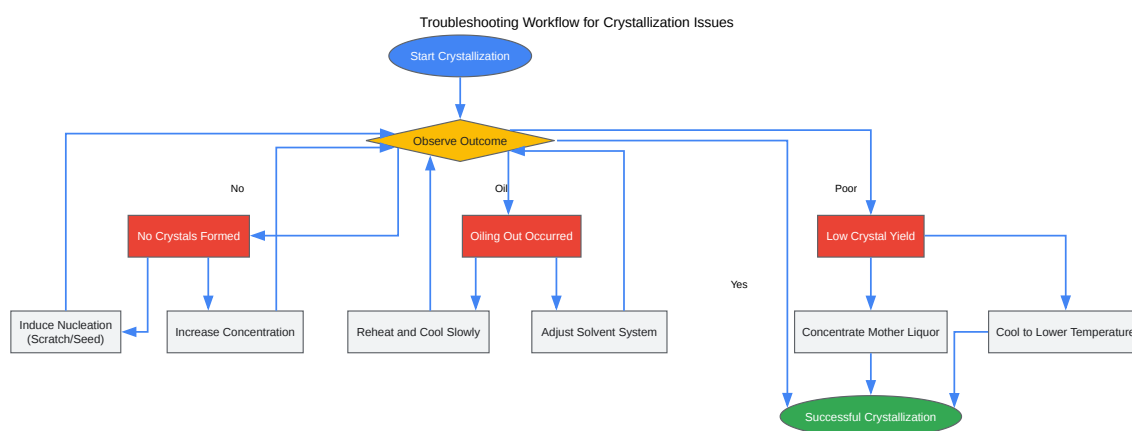 Troubleshooting Workflow for Crystallization Issues
Start Crystallization
Observe Outcome
No
Oil
Poor
No Crystals Formed
Oiling Out Occurred
Low Crystal Yield
Yes
Induce Nucleation
(Scratch/Seed)
Increase Concentration
Reheat and Cool Slowly
Adjust Solvent System
Concentrate Mother Liquor
Cool to Lower Temperature
Successful Crystallization